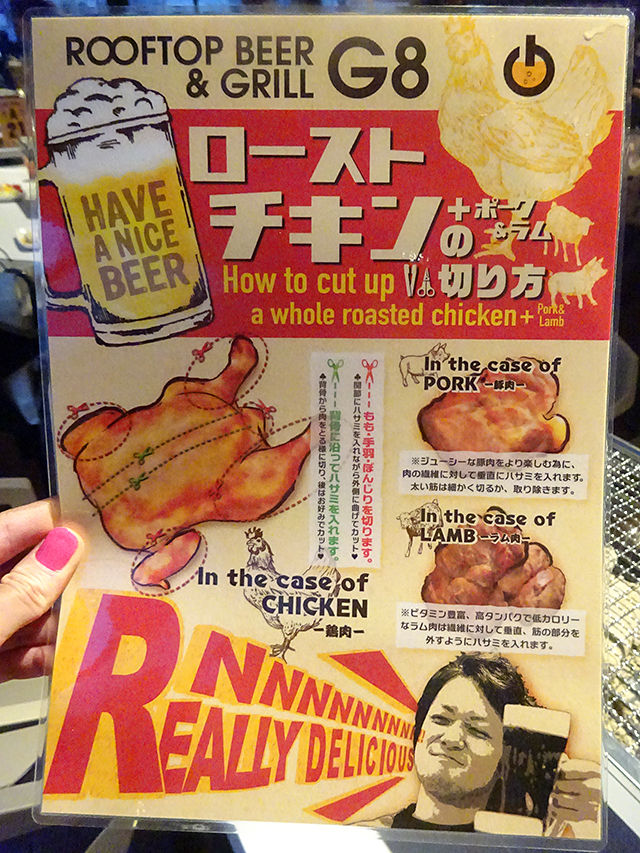 ROOFTOP BEER
& GRILL G8
HAVE
A NICE
BEER
ロースト
チキン+ポーク&ラム
の切り方
How to cut up
a whole roasted chicken + Pork& Lamb
✂---もも・手羽・ぼんじりを切ります。
♣関節にハサミを入れながら外側に曲げてカット♥
✂---背骨に沿ってハサミを入れます。
♣背骨から肉をとる様に切り、後はお好みでカット♥
In the case of
CHICKEN
ー鶏肉ー
In the case of
PORK ー豚肉ー
※ジューシーな豚肉をより楽しむ為に、
肉の繊維に対して垂直にハサミを入れます。
太い筋は細かく切るか、取り除きます。
In the case of
LAMB ーラム肉ー
※ビタミン豊富、高タンパクで低カロリー
なラム肉は繊維に対して垂直、筋の部分を
外すようにハサミを入れます。
NNNNNNNNN
REALLY DELICIOUS